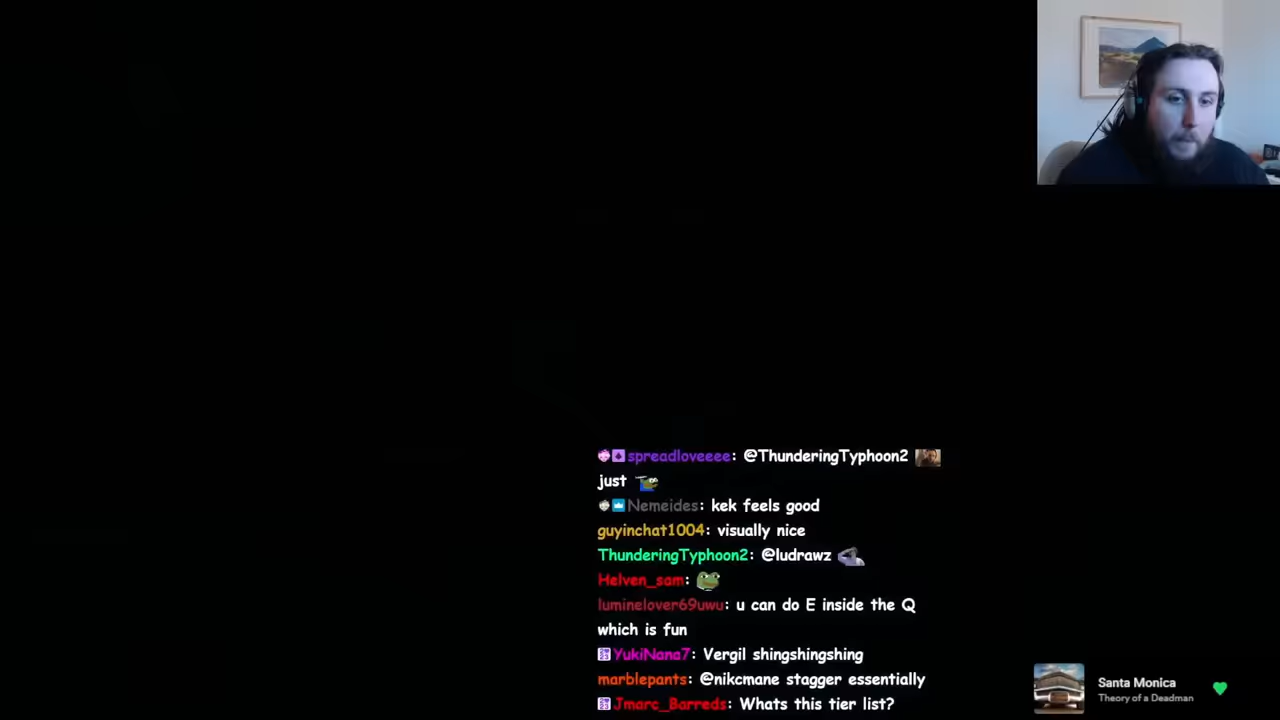 spreadloveeee: @ThunderingTyphoon2
just
Nemeides: kek feels good
guyinchat1004: visually nice
ThunderingTyphoon2: @ludrawz
Helven_sam:
luminelover69uwu: u can do E inside the Q
which is fun
YukiNana7: Vergil shingshingshing
marblepants: @nikcmane stagger essentially
Jmarc_Barreds: Whats this tier list?
Santa Monica
Theory of a Deadman